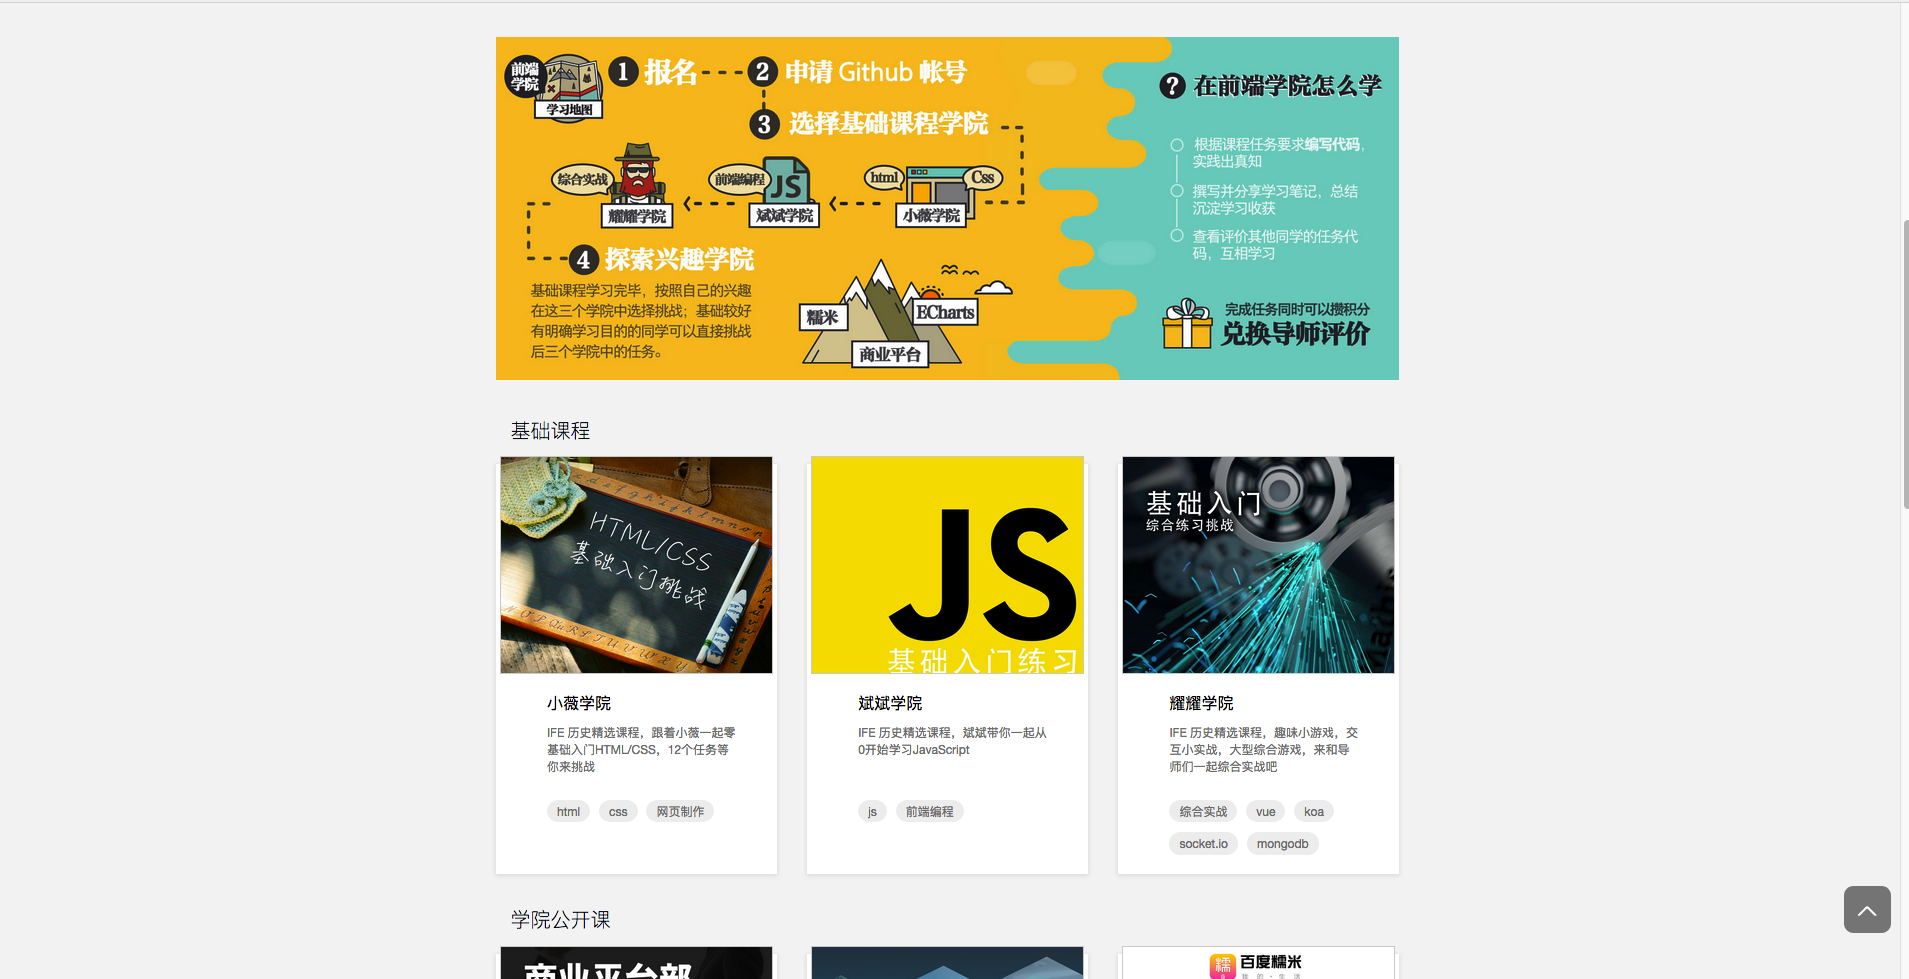 前端
学院
学习地图
1 报名
2 申请 Github 帐号
3 选择基础课程学院
综合实战
耀耀学院
前端编程
JS
斌斌学院
html
Css
小薇学院
4 探索兴趣学院
基础课程学习完毕，按照自己的兴趣
在这三个学院中选择挑战；基础较好
有明确学习目的的同学可以直接挑战
后三个学院中的任务。
糯米
ECharts
商业平台
? 在前端学院怎么学
根据课程任务要求编写代码，
实践出真知
撰写并分享学习笔记，总结
沉淀学习收获
查看评价其他同学的任务代
码，互相学习
完成任务同时可以攒积分
兑换导师评价
基础课程
HTML/CSS
基础入门挑战
JS
基础入门练习
基础入门
综合练习挑战
小薇学院
IFE 历史精选课程，跟着小薇一起零
基础入门HTML/CSS，12个任务等
你来挑战
html css 网页制作
斌斌学院
IFE 历史精选课程，斌斌带你一起从
0开始学习JavaScript
js 前端编程
耀耀学院
IFE 历史精选课程，趣味小游戏，交
互小实战，大型综合游戏，来和导
师们一起综合实战吧
综合实战 vue koa
socket.io mongodb
学院公开课
商业平台部
糯 百度糯米